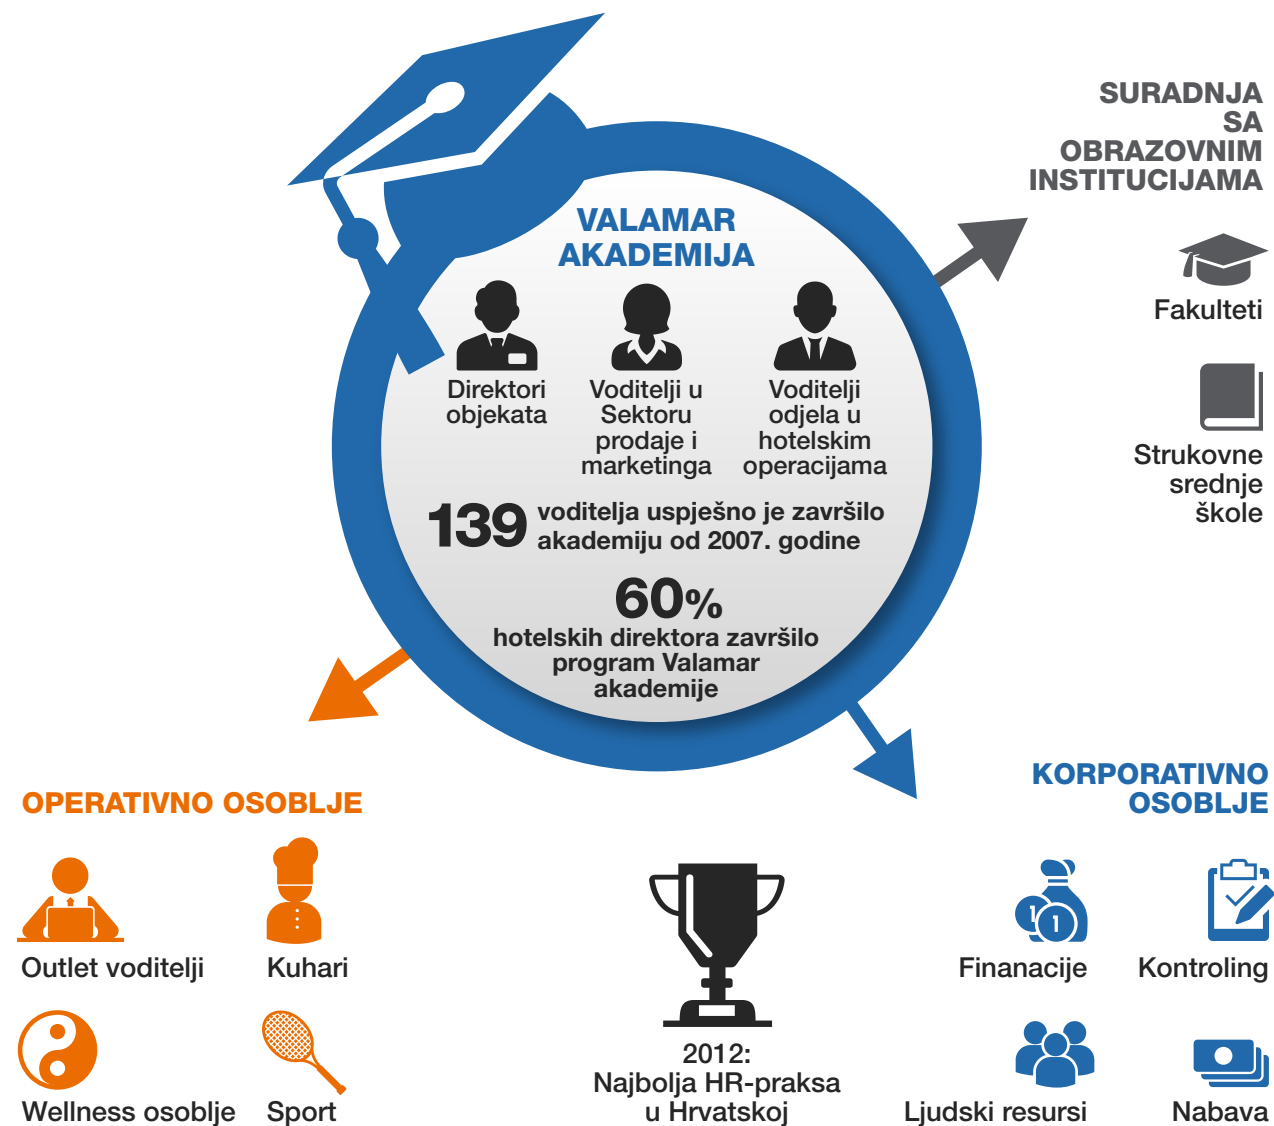 SURADNJA
SA
OBRAZOVNIM
INSTITUCIJAMA
Fakulteti
Strukovne
srednje
škole
VALAMAR
AKADEMIJA
Direktori
objekata
Voditelji u
Sektoru
prodaje i
marketinga
Voditelji
odjela u
hotelskim
operacijama
139 voditelja uspješno je završilo
akademiju od 2007. godine
60%
hotelskih direktora završilo
program Valamar
akademije
OPERATIVNO OSOBLJE
Outlet voditelji
Kuhari
Wellness osoblje
Sport
2012:
Najbolja HR-praksa
u Hrvatskoj
KORPORATIVNO
OSOBLJE
1 1
Finanacije
Kontroling
Ljudski resursi
Nabava